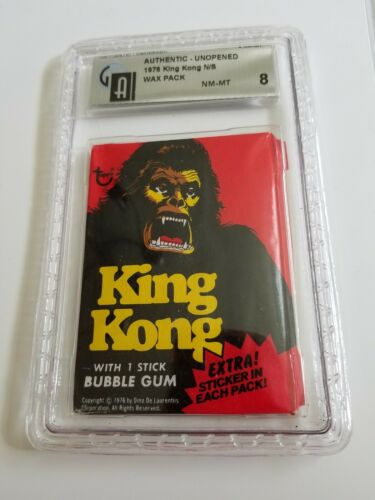 AUTHENTIC - UNOPENED
1976 King Kong N/S
WAX PACK
NM-MT 8
GA
Topps
King
Kong
WITH 1 STICK
BUBBLE GUM
EXTRA!
STICKER IN
EACH PACK!
Copyright © 1976 by Dino De Laurentiis
Corporation, All Rights Reserved.